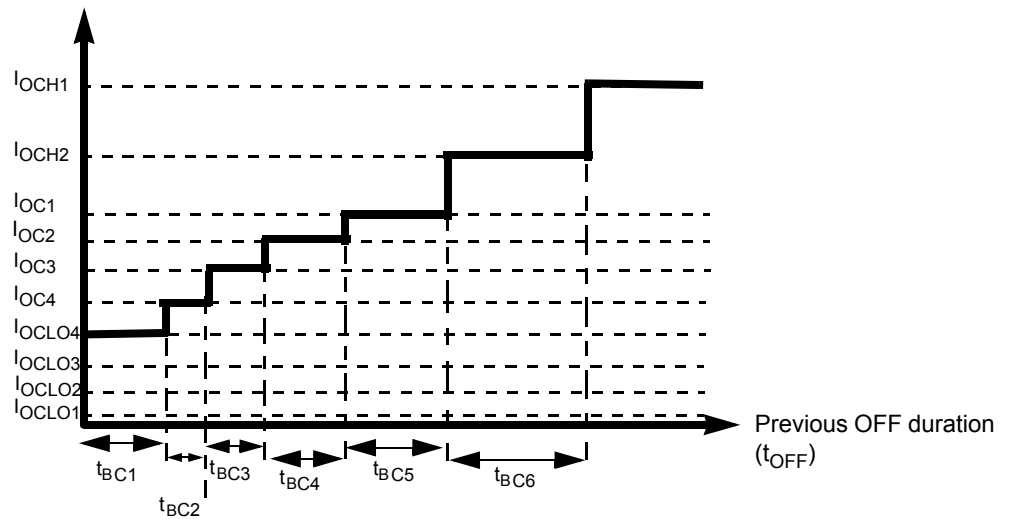 IOCH1
IOCH2
IOC1
IOC2
IOC3
IOC4
IOCLO4
IOCLO3
IOCLO2
IOCLO1
Previous OFF duration
(tOFF)
tBC1
tBC2
tBC3
tBC4
tBC5
tBC6